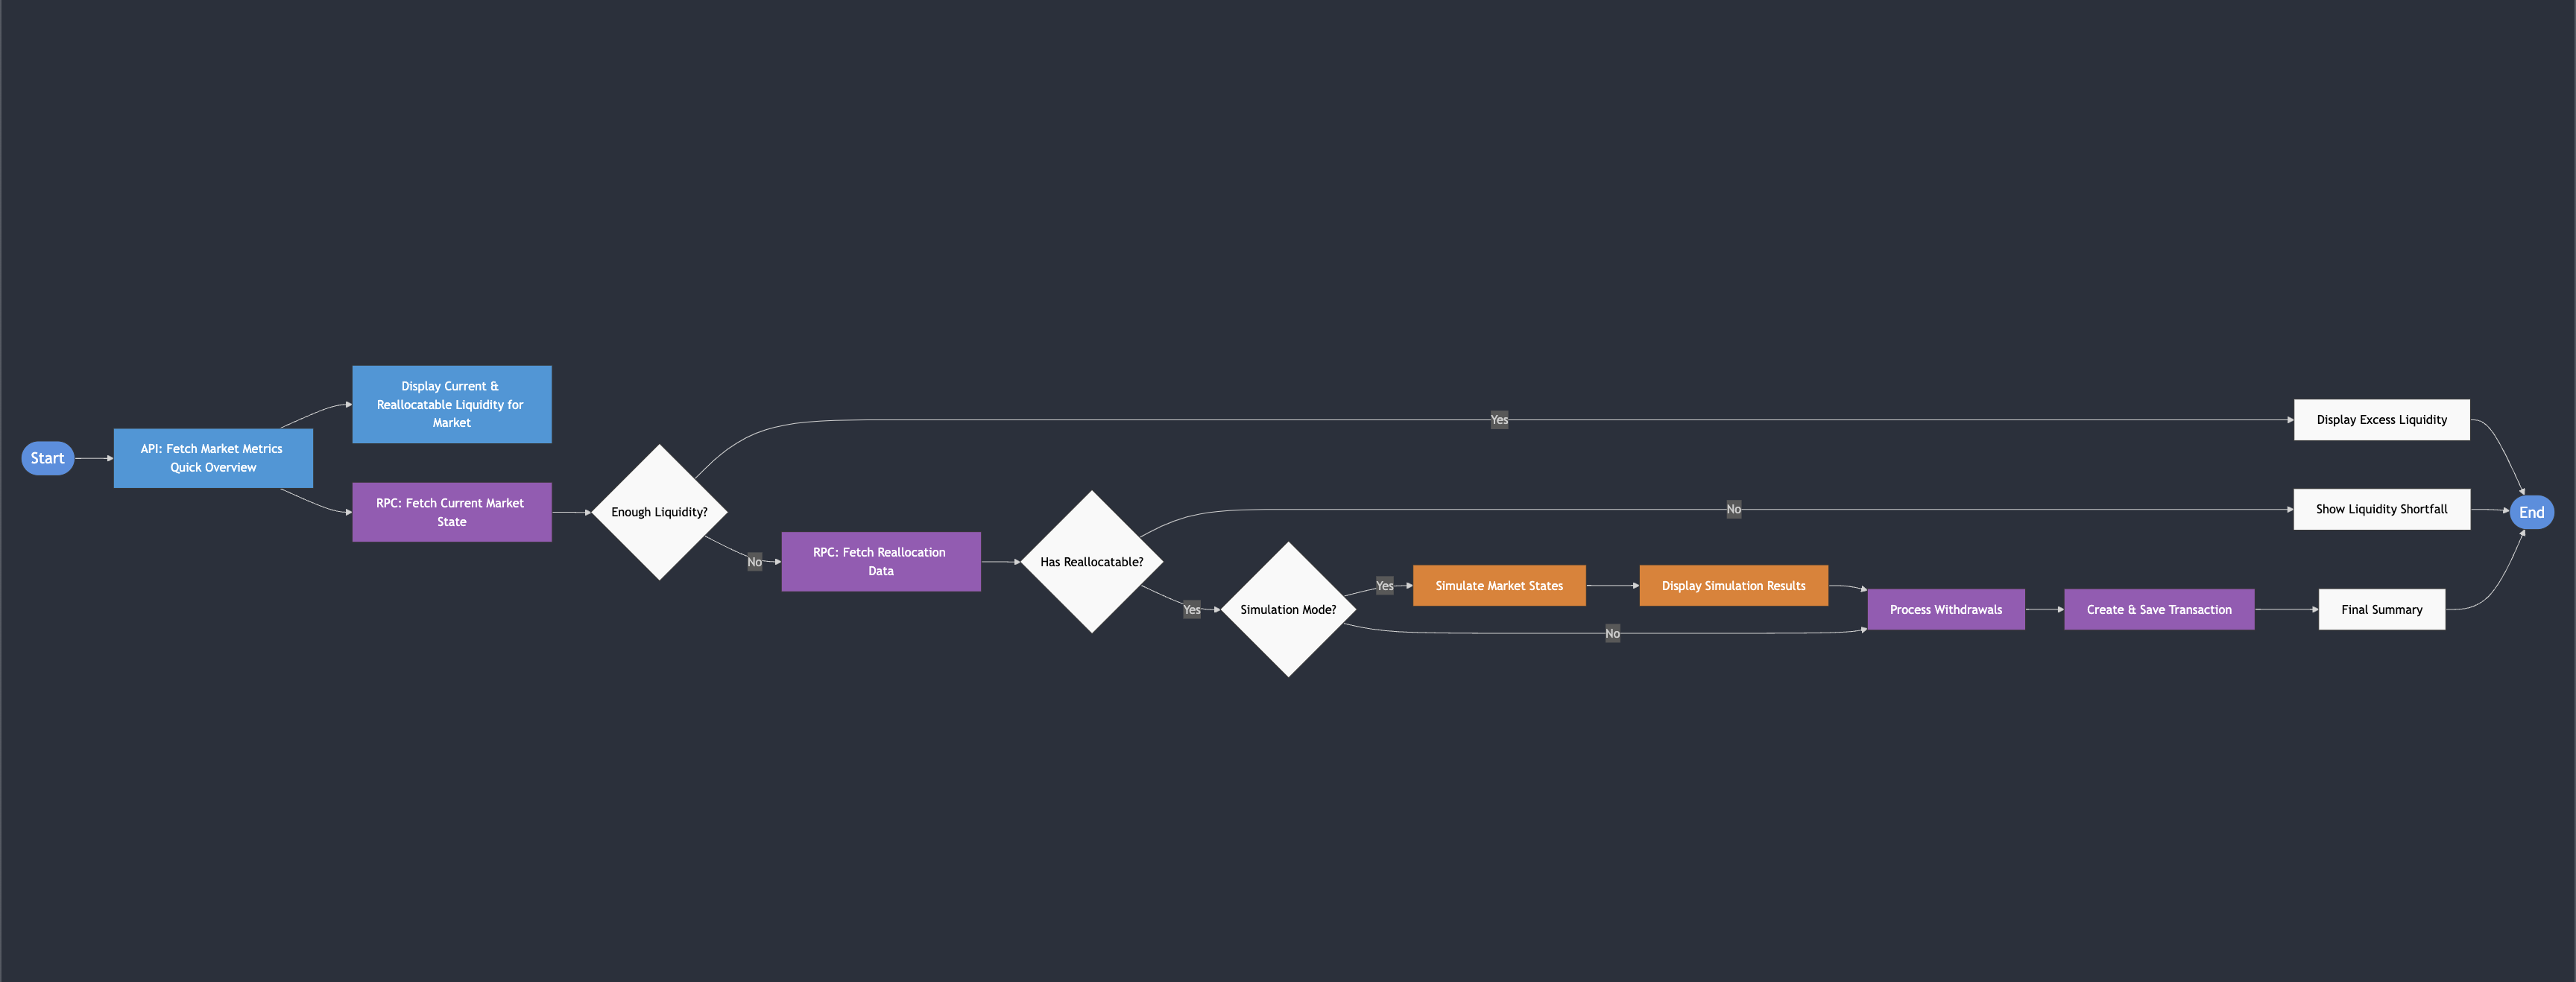 Start
API: Fetch Market Metrics
Quick Overview
Display Current &
Reallocatable Liquidity for
Market
RPC: Fetch Current Market
State
Enough Liquidity?
Yes
No
RPC: Fetch Reallocation
Data
Has Reallocatable?
No
Yes
Simulation Mode?
Yes
No
Simulate Market States
Display Simulation Results
Process Withdrawals
Create & Save Transaction
Display Excess Liquidity
Show Liquidity Shortfall
Final Summary
End